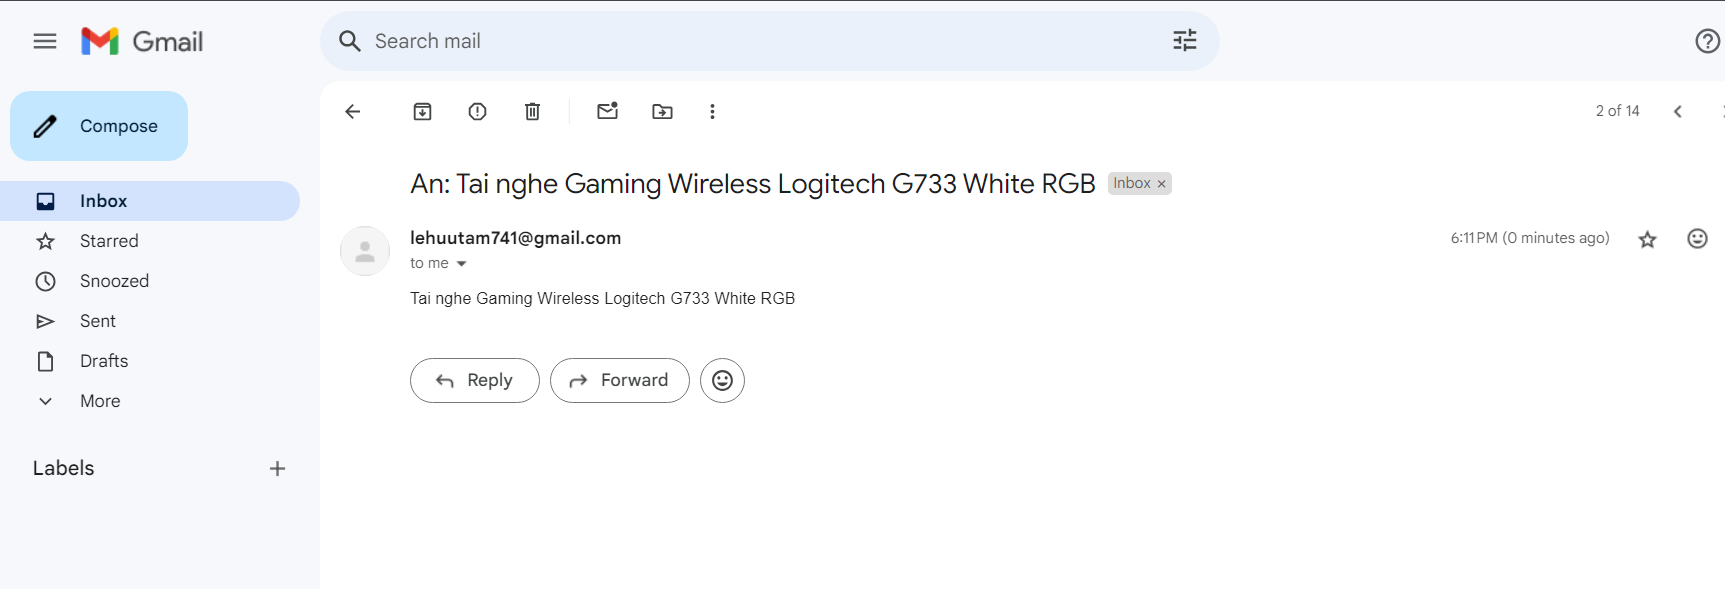 Gmail
Search mail
Compose
2 of 14
Inbox
Starred
Snoozed
Sent
Drafts
More
Labels
An: Tai nghe Gaming Wireless Logitech G733 White RGB Inbox ×
lehuutam741@gmail.com 6:11 PM (0 minutes ago)
to me
Tai nghe Gaming Wireless Logitech G733 White RGB
Reply Forward